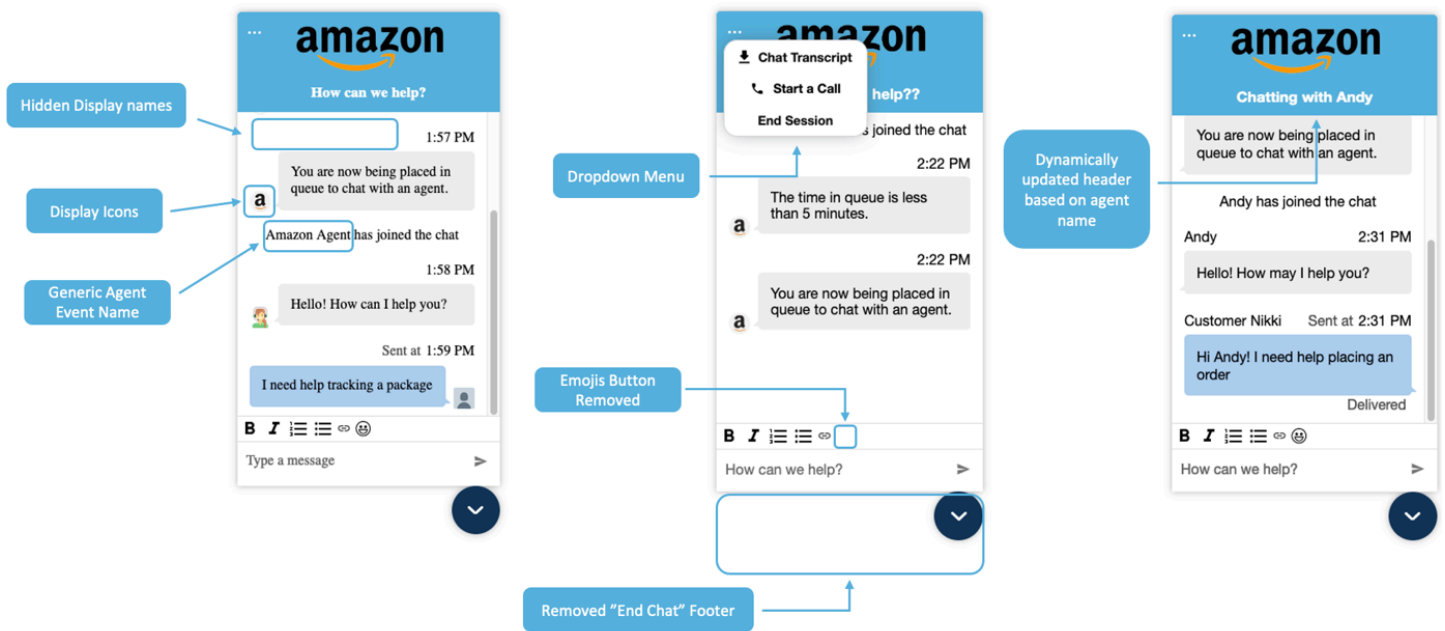 amazon
How can we help?
Hidden Display names
1:57 PM
You are now being placed in
queue to chat with an agent.
a
Display Icons
Amazon Agent has joined the chat
1:58 PM
Generic Agent
Event Name
Hello! How can I help you?
Sent at 1:59 PM
I need help tracking a package
B I
Type a message
amazon
Chat Transcript
Start a Call
End Session
help??
s joined the chat
2:22 PM
Dropdown Menu
The time in queue is less
than 5 minutes.
a
2:22 PM
You are now being placed in
queue to chat with an agent.
a
Emojis Button
Removed
B I
How can we help?
Removed "End Chat" Footer
amazon
Chatting with Andy
You are now being placed in
queue to chat with an agent.
Dynamically
updated header
based on agent
name
Andy has joined the chat
Andy 2:31 PM
Hello! How may I help you?
Customer Nikki Sent at 2:31 PM
Hi Andy! I need help placing an
order
Delivered
B I
How can we help?